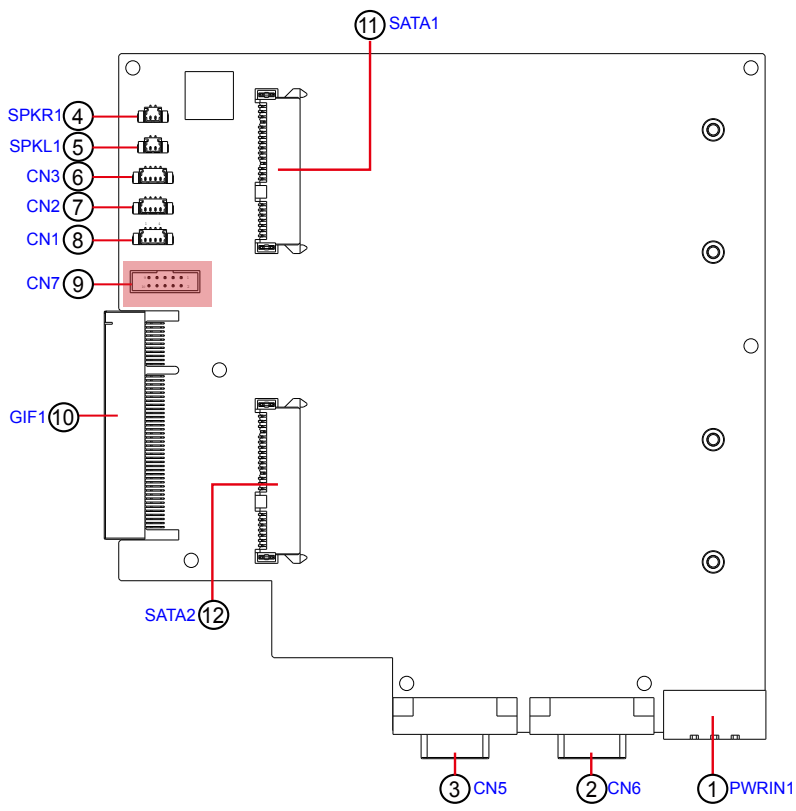 11 SATA1
SPKR1 4
SPKL1 5
CN3 6
CN2 7
CN1 8
CN7 9
GIF1 10
SATA2 12
3 CN5
2 CN6
1 PWRIN1